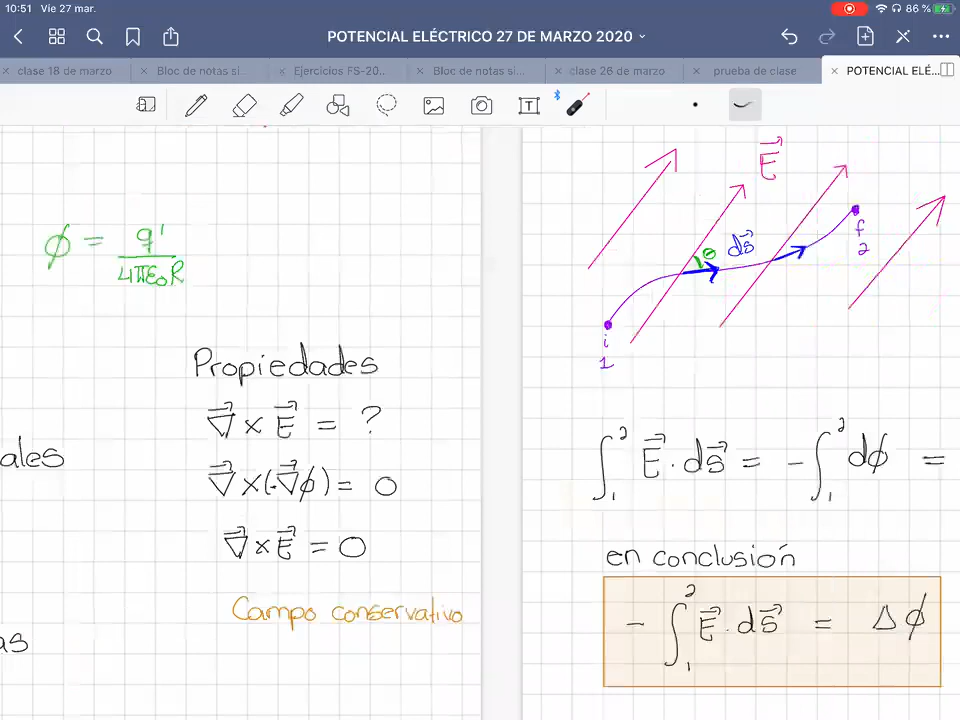 10:51 Vie 27 mar.
86 %
POTENCIAL ELÉCTRICO 27 DE MARZO 2020
clase 18 de marzo
Bloc de notas si...
Ejercicios FS-20...
Bloc de notas si...
clase 26 de marzo
prueba de clase
POTENCIAL ELÉ...
T
ϕ = q' / 4πε₀R
ales
as
Propiedades
∇⃗ × E⃗ = ?
∇⃗ × (-∇⃗ϕ) = 0
∇⃗ × E⃗ = 0
Campo conservativo
E⃗
θ
ds⃗
f
2
i
1
∫₁² E⃗ · ds⃗ = - ∫₁² dϕ =
en conclusión
- ∫₁² E⃗ · ds⃗ = Δϕ